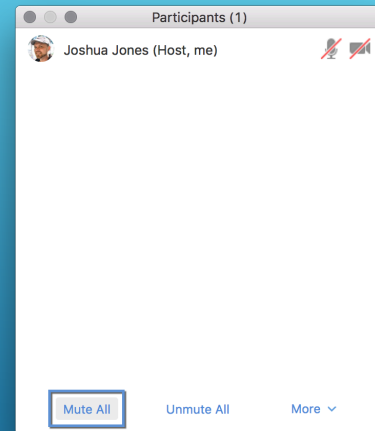 Participants (1)
Joshua Jones (Host, me)
Mute All Unmute All More